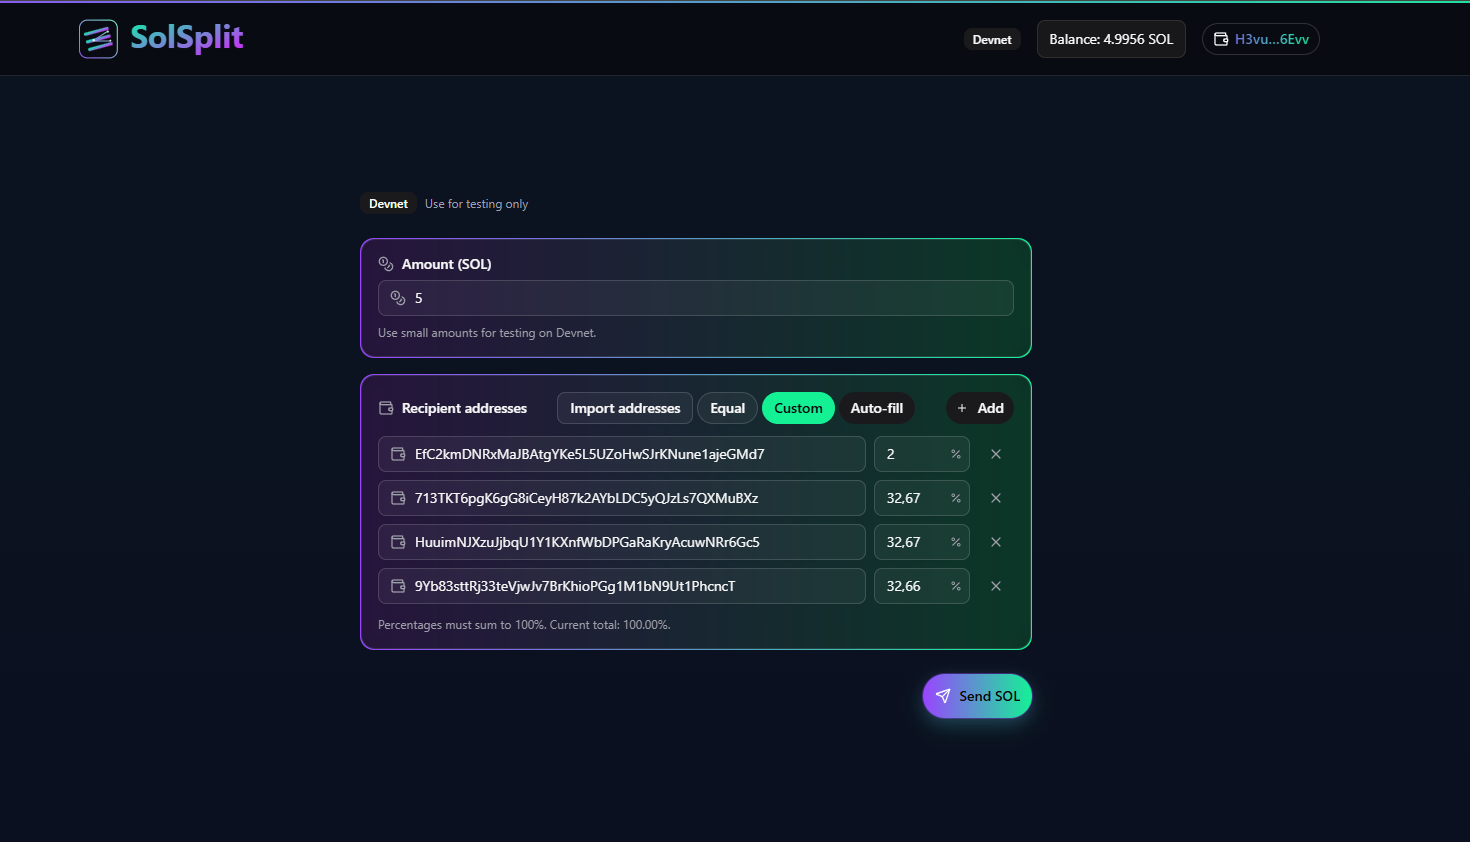 SolSplit
Devnet
Balance: 4.9956 SOL
H3vu...6Evv
Devnet Use for testing only
Amount (SOL)
5
Use small amounts for testing on Devnet.
Recipient addresses Import addresses Equal Custom Auto-fill + Add
EfC2kmDNRxMaJBAtgYKe5L5UZoHwSJrKNune1ajeGMd7 2 %
713TKT6pgK6gG8iCeyH87k2AYbLDC5yQJzLs7QXMuBXz 32,67 %
HuuimNJXzuJjbqU1Y1KXnfWbDPGaRaKryAcuwNRr6Gc5 32,67 %
9Yb83sttRj33teVjwJv7BrKhioPGg1M1bN9Ut1PhcncT 32,66 %
Percentages must sum to 100%. Current total: 100.00%.
Send SOL